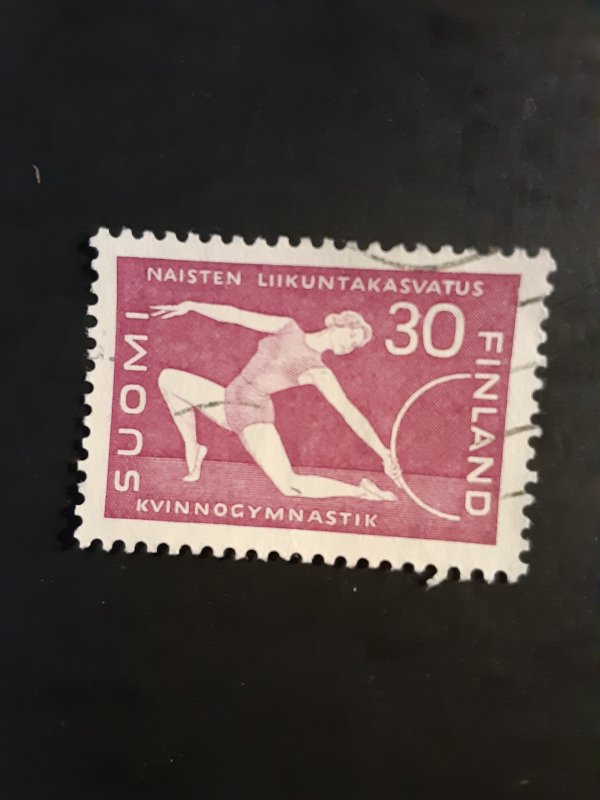 NAISTEN LIIKUNTAKASVATUS
30
SUOMI
FINLAND
KVINNOGYMNASTIK